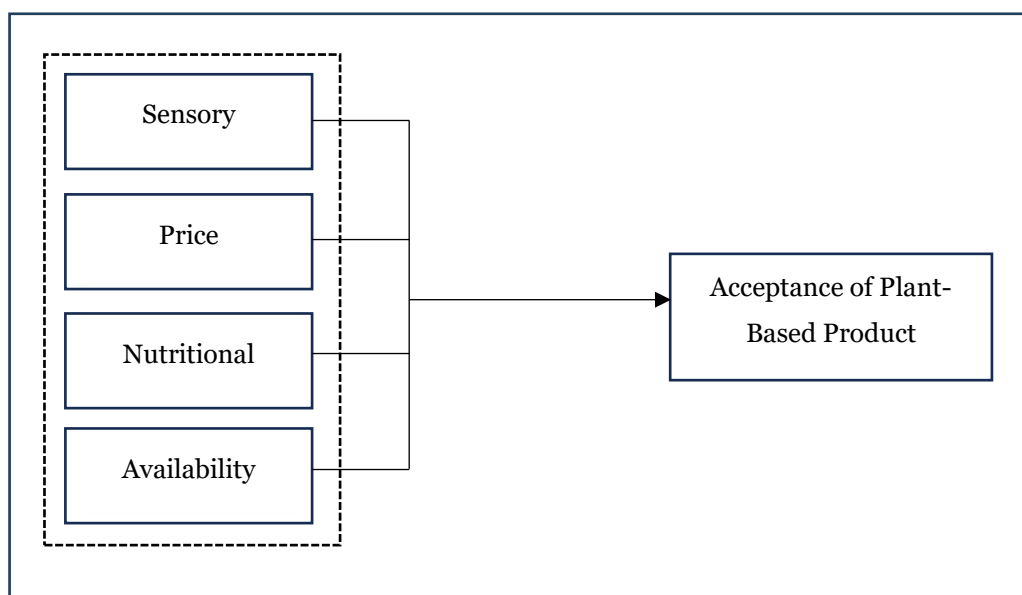 Sensory
Price
Nutritional
Availability
Acceptance of Plant-
Based Product